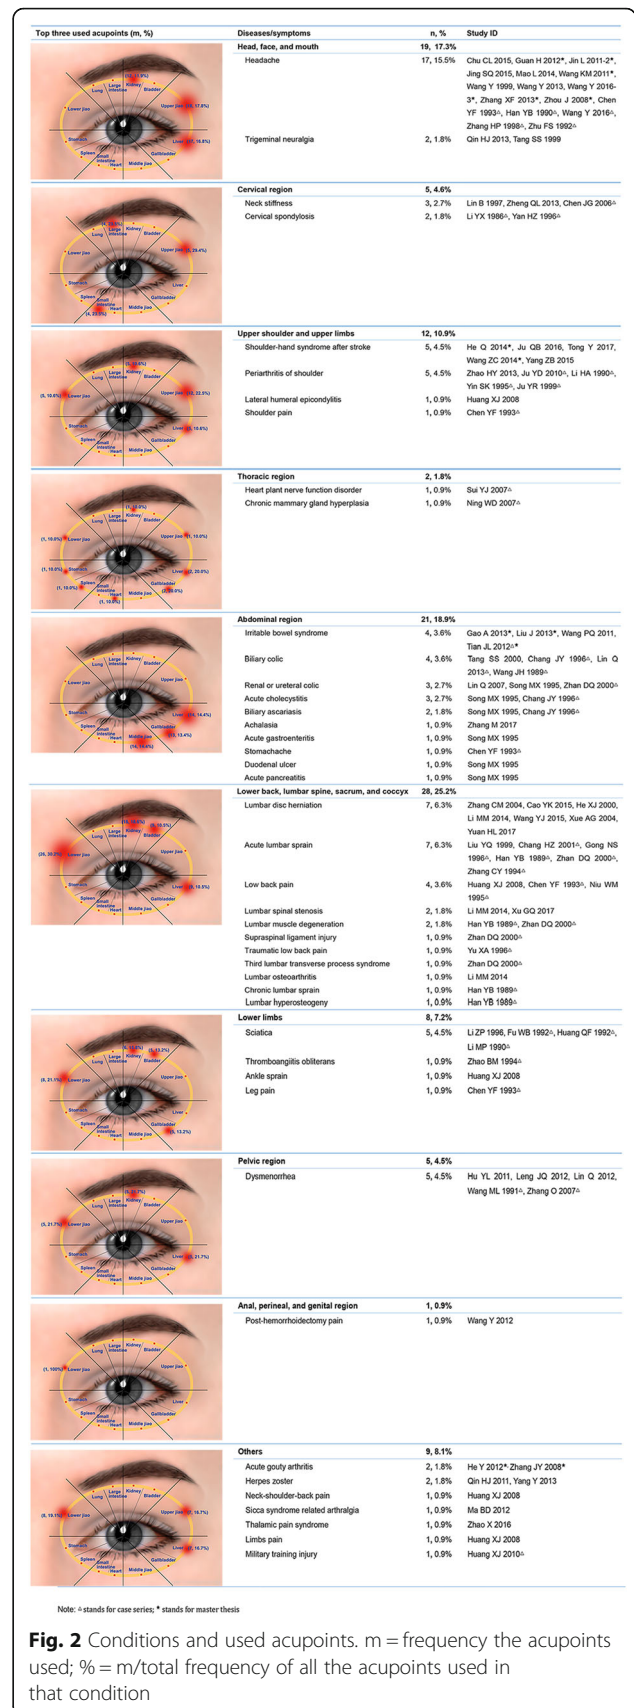 Top three used acupoints (m, %) Diseases/symptoms n, % Study ID
Head, face, and mouth 19, 17.3%
Headache 17, 15.5% Chu CL 2015, Guan H 2012*, Jin L 2011-2*,
Jing SQ 2015, Mao L 2014, Wang KM 2011*,
Wang Y 1999, Wang Y 2013, Wang Y 2016-
3*, Zhang XF 2013*, Zhou J 2008*, Chen
YF 1993△, Han YB 1990△, Wang Y 2016△,
Zhang HP 1998△, Zhu FS 1992△
Trigeminal neuralgia 2, 1.8% Qin HJ 2013, Tang SS 1999
Lung Large intestine Kidney Bladder
Lower jiao Upper jiao
Stomach Liver
Spleen Small intestine Heart Middle jiao Gallbladder
Cervical region 5, 4.6%
Neck stiffness 3, 2.7% Lin B 1997, Zheng QL 2013, Chen JG 2006△
Cervical spondylosis 2, 1.8% Li YX 1986△, Yan HZ 1996△
Upper shoulder and upper limbs 12, 10.9%
Shoulder-hand syndrome after stroke 5, 4.5% He Q 2014*, Ju QB 2016, Tong Y 2017,
Wang ZC 2014*, Yang ZB 2015
Periarthritis of shoulder 5, 4.5% Zhao HY 2013, Ju YD 2010△, Li HA 1990△,
Yin SK 1995△, Ju YR 1999△
Lateral humeral epicondylitis 1, 0.9% Huang XJ 2008
Shoulder pain 1, 0.9% Chen YF 1993△
Thoracic region 2, 1.8%
Heart plant nerve function disorder 1, 0.9% Sui YJ 2007△
Chronic mammary gland hyperplasia 1, 0.9% Ning WD 2007△
Abdominal region 21, 18.9%
Irritable bowel syndrome 4, 3.6% Gao A 2013*, Liu J 2013*, Wang PQ 2011,
Tian JL 2012△*
Biliary colic 4, 3.6% Tang SS 2000, Chang JY 1996△, Lin Q
2013△, Wang JH 1989△
Renal or ureteral colic 3, 2.7% Lin Q 2007, Song MX 1995, Zhan DQ 2000△
Acute cholecystitis 3, 2.7% Song MX 1995, Chang JY 1996△
Biliary ascariasis 2, 1.8% Song MX 1995, Chang JY 1996△
Achalasia 1, 0.9% Zhang M 2017
Acute gastroenteritis 1, 0.9% Song MX 1995
Stomachache 1, 0.9% Chen YF 1993△
Duodenal ulcer 1, 0.9% Song MX 1995
Acute pancreatitis 1, 0.9% Song MX 1995
Lower back, lumbar spine, sacrum, and coccyx 28, 25.2%
Lumbar disc herniation 7, 6.3% Zhang CM 2004, Cao YK 2015, He XJ 2000,
Li MM 2014, Wang YJ 2015, Xue AG 2004,
Yuan HL 2017
Acute lumbar sprain 7, 6.3% Liu YQ 1999, Chang HZ 2001△, Gong NS
1996△, Han YB 1989△, Zhan DQ 2000△,
Zhang CY 1994△
Low back pain 4, 3.6% Huang XJ 2008, Chen YF 1993△, Niu WM
1995△
Lumbar spinal stenosis 2, 1.8% Li MM 2014, Xu GQ 2017
Lumbar muscle degeneration 2, 1.8% Han YB 1989△, Zhan DQ 2000△
Supraspinal ligament injury 1, 0.9% Zhan DQ 2000△
Traumatic low back pain 1, 0.9% Yu XA 1996△
Third lumbar transverse process syndrome 1, 0.9% Zhan DQ 2000△
Lumbar osteoarthritis 1, 0.9% Li MM 2014
Chronic lumbar sprain 1, 0.9% Han YB 1989△
Lumbar hyperosteogeny 1, 0.9% Han YB 1989△
Lower limbs 8, 7.2%
Sciatica 5, 4.5% Li ZP 1996, Fu WB 1992△, Huang QF 1992△,
Li MP 1990△
Thromboangiitis obliterans 1, 0.9% Zhao BM 1994△
Ankle sprain 1, 0.9% Huang XJ 2008
Leg pain 1, 0.9% Chen YF 1993△
Pelvic region 5, 4.5%
Dysmenorrhea 5, 4.5% Hu YL 2011, Leng JQ 2012, Lin Q 2012,
Wang ML 1991△, Zhang O 2007△
Anal, perineal, and genital region 1, 0.9%
Post-hemorrhoidectomy pain 1, 0.9% Wang Y 2012
(1, 100%) Lower jiao
Others 9, 8.1%
Acute gouty arthritis 2, 1.8% He Y 2012*, Zhang JY 2008*
Herpes zoster 2, 1.8% Qin HJ 2011, Yang Y 2013
Neck-shoulder-back pain 1, 0.9% Huang XJ 2008
Sicca syndrome related arthralgia 1, 0.9% Ma BD 2012
Thalamic pain syndrome 1, 0.9% Zhao X 2016
Limbs pain 1, 0.9% Huang XJ 2008
Military training injury 1, 0.9% Huang XJ 2010△
Note: △ stands for case series; * stands for master thesis
Fig. 2 Conditions and used acupoints. m = frequency the acupoints
used; % = m/total frequency of all the acupoints used in
that condition